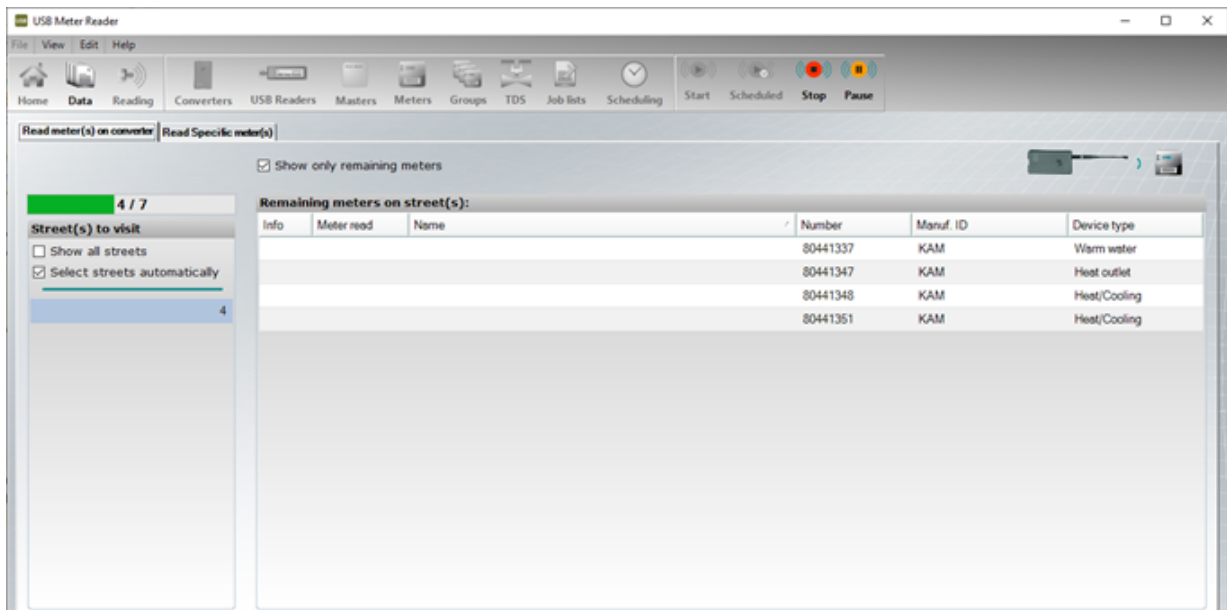 USB Meter Reader
File View Edit Help
Home Data Reading Converters USB Readers Masters Meters Groups TDS Job lists Scheduling Start Scheduled Stop Pause
Read meter(s) on converter Read Specific meter(s)
Show only remaining meters
4 / 7
Remaining meters on street(s):
Street(s) to visit
Info Meter read Name Number Manuf. ID Device type
Show all streets
80441337 KAM Warm water
Select streets automatically
80441347 KAM Heat outlet
80441348 KAM Heat/Cooling
4
80441351 KAM Heat/Cooling